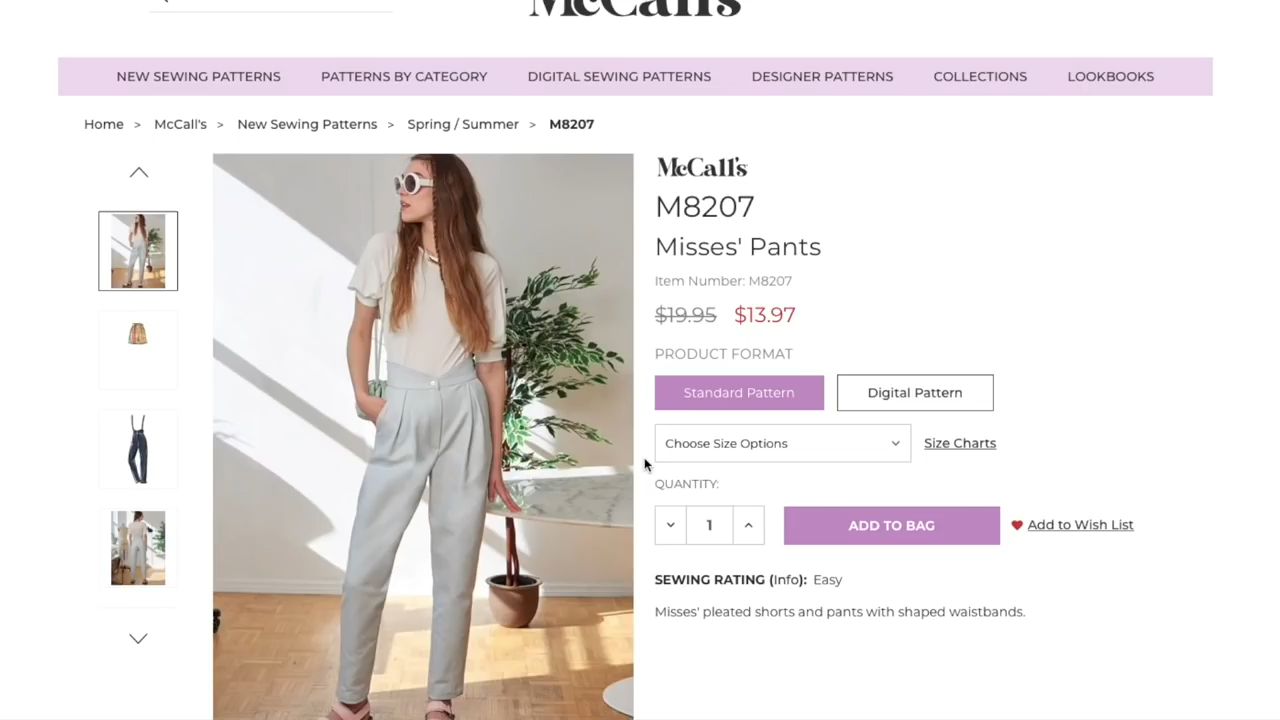 McCall's
NEW SEWING PATTERNS PATTERNS BY CATEGORY DIGITAL SEWING PATTERNS DESIGNER PATTERNS COLLECTIONS LOOKBOOKS
Home > McCall's > New Sewing Patterns > Spring / Summer > M8207
McCall's
M8207
Misses' Pants
Item Number: M8207
$19.95 $13.97
PRODUCT FORMAT
Standard Pattern Digital Pattern
Choose Size Options Size Charts
QUANTITY:
1 ADD TO BAG Add to Wish List
SEWING RATING (Info): Easy
Misses' pleated shorts and pants with shaped waistbands.